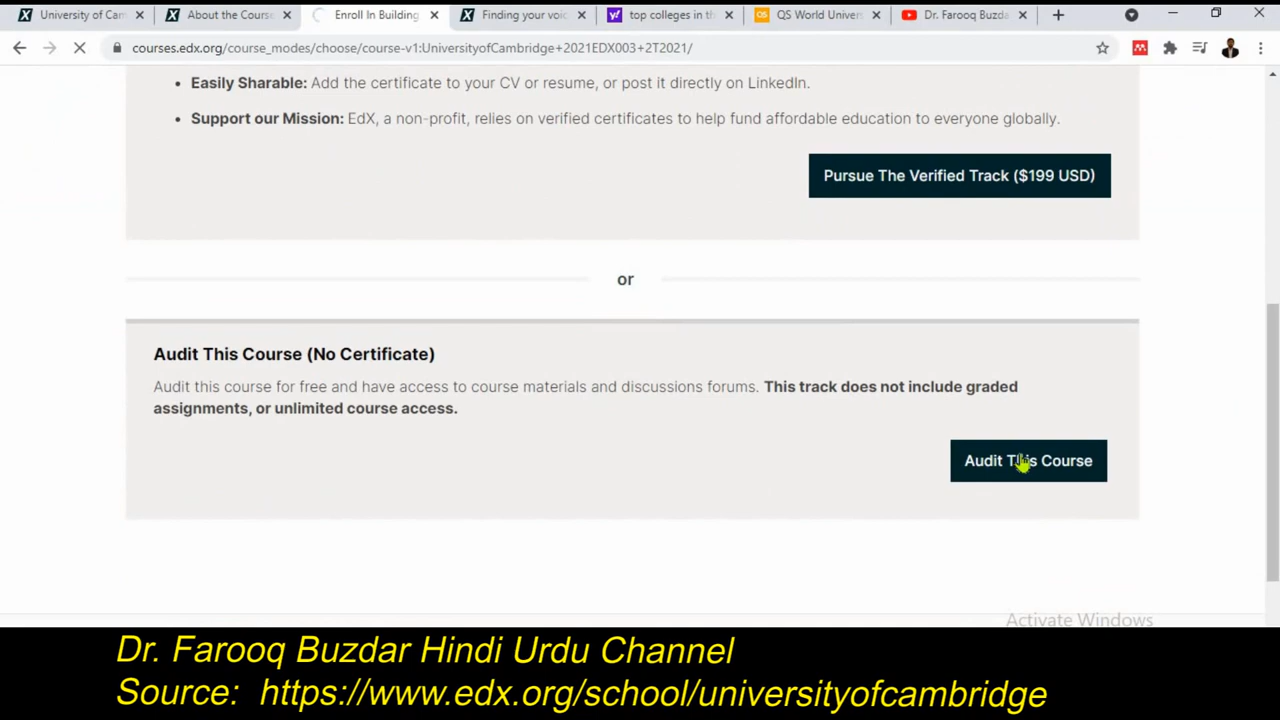 University of Cam
About the Course
Enroll In Building
Finding your voic
top colleges in th
QS World Univer
Dr. Farooq Buzda
courses.edx.org/course_modes/choose/course-v1:UniversityofCambridge+2021EDX003+2T2021/
• Easily Sharable: Add the certificate to your CV or resume, or post it directly on LinkedIn.
• Support our Mission: EdX, a non-profit, relies on verified certificates to help fund affordable education to everyone globally.
Pursue The Verified Track ($199 USD)
or
Audit This Course (No Certificate)
Audit this course for free and have access to course materials and discussions forums. This track does not include graded
assignments, or unlimited course access.
Audit This Course
Activate Windows
Dr. Farooq Buzdar Hindi Urdu Channel
Source: https://www.edx.org/school/universityofcambridge